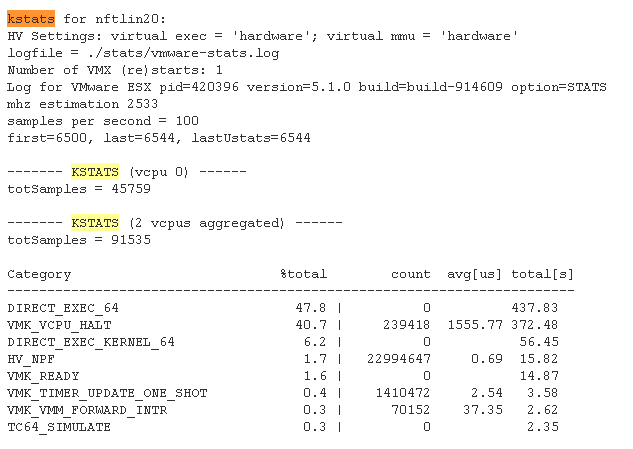 kstats for nftlin20:
HV Settings: virtual exec = 'hardware'; virtual mmu = 'hardware'
logfile = ./stats/vmware-stats.log
Number of VMX (re)starts: 1
Log for VMware ESX pid=420396 version=5.1.0 build=build-914609 option=STATS
mhz estimation 2533
samples per second = 100
first=6500, last=6544, lastUstats=6544
------- KSTATS (vcpu 0) ------
totSamples = 45759
------- KSTATS (2 vcpus aggregated) ------
totSamples = 91535
Category %total count avg[us] total[s]
--------------------------------------------------------------------
DIRECT_EXEC_64 47.8 | 0 437.83
VMK_VCPU_HALT 40.7 | 239418 1555.77 372.48
DIRECT_EXEC_KERNEL_64 6.2 | 0 56.45
HV_NPF 1.7 | 22994647 0.69 15.82
VMK_READY 1.6 | 0 14.87
VMK_TIMER_UPDATE_ONE_SHOT 0.4 | 1410472 2.54 3.58
VMK_VMM_FORWARD_INTR 0.3 | 70152 37.35 2.62
TC64_SIMULATE 0.3 | 0 2.35